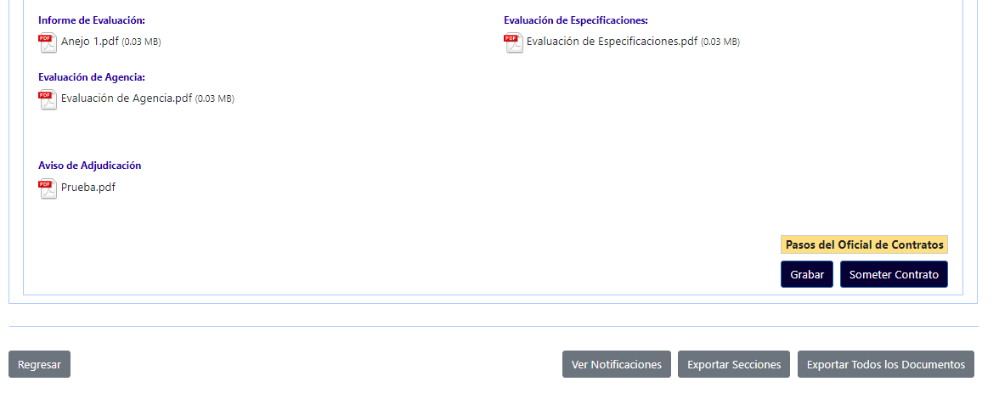 Informe de Evaluación:
Evaluación de Especificaciones:
PDF Anejo 1.pdf (0.03 MB)
PDF Evaluación de Especificaciones.pdf (0.03 MB)
Evaluación de Agencia:
PDF Evaluación de Agencia.pdf (0.03 MB)
Aviso de Adjudicación
PDF Prueba.pdf
Pasos del Oficial de Contratos
Grabar Someter Contrato
Regresar Ver Notificaciones Exportar Secciones Exportar Todos los Documentos